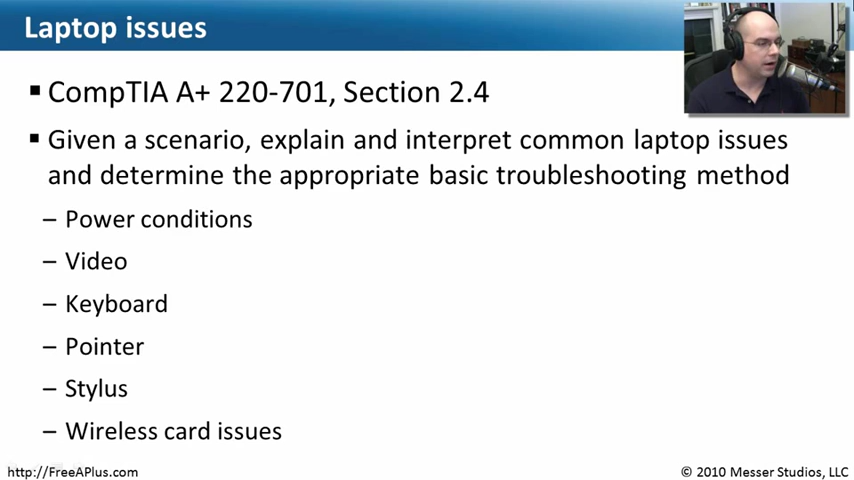 Laptop issues
▪ CompTIA A+ 220-701, Section 2.4
▪ Given a scenario, explain and interpret common laptop issues
and determine the appropriate basic troubleshooting method
– Power conditions
– Video
– Keyboard
– Pointer
– Stylus
– Wireless card issues
http://FreeAPlus.com
© 2010 Messer Studios, LLC